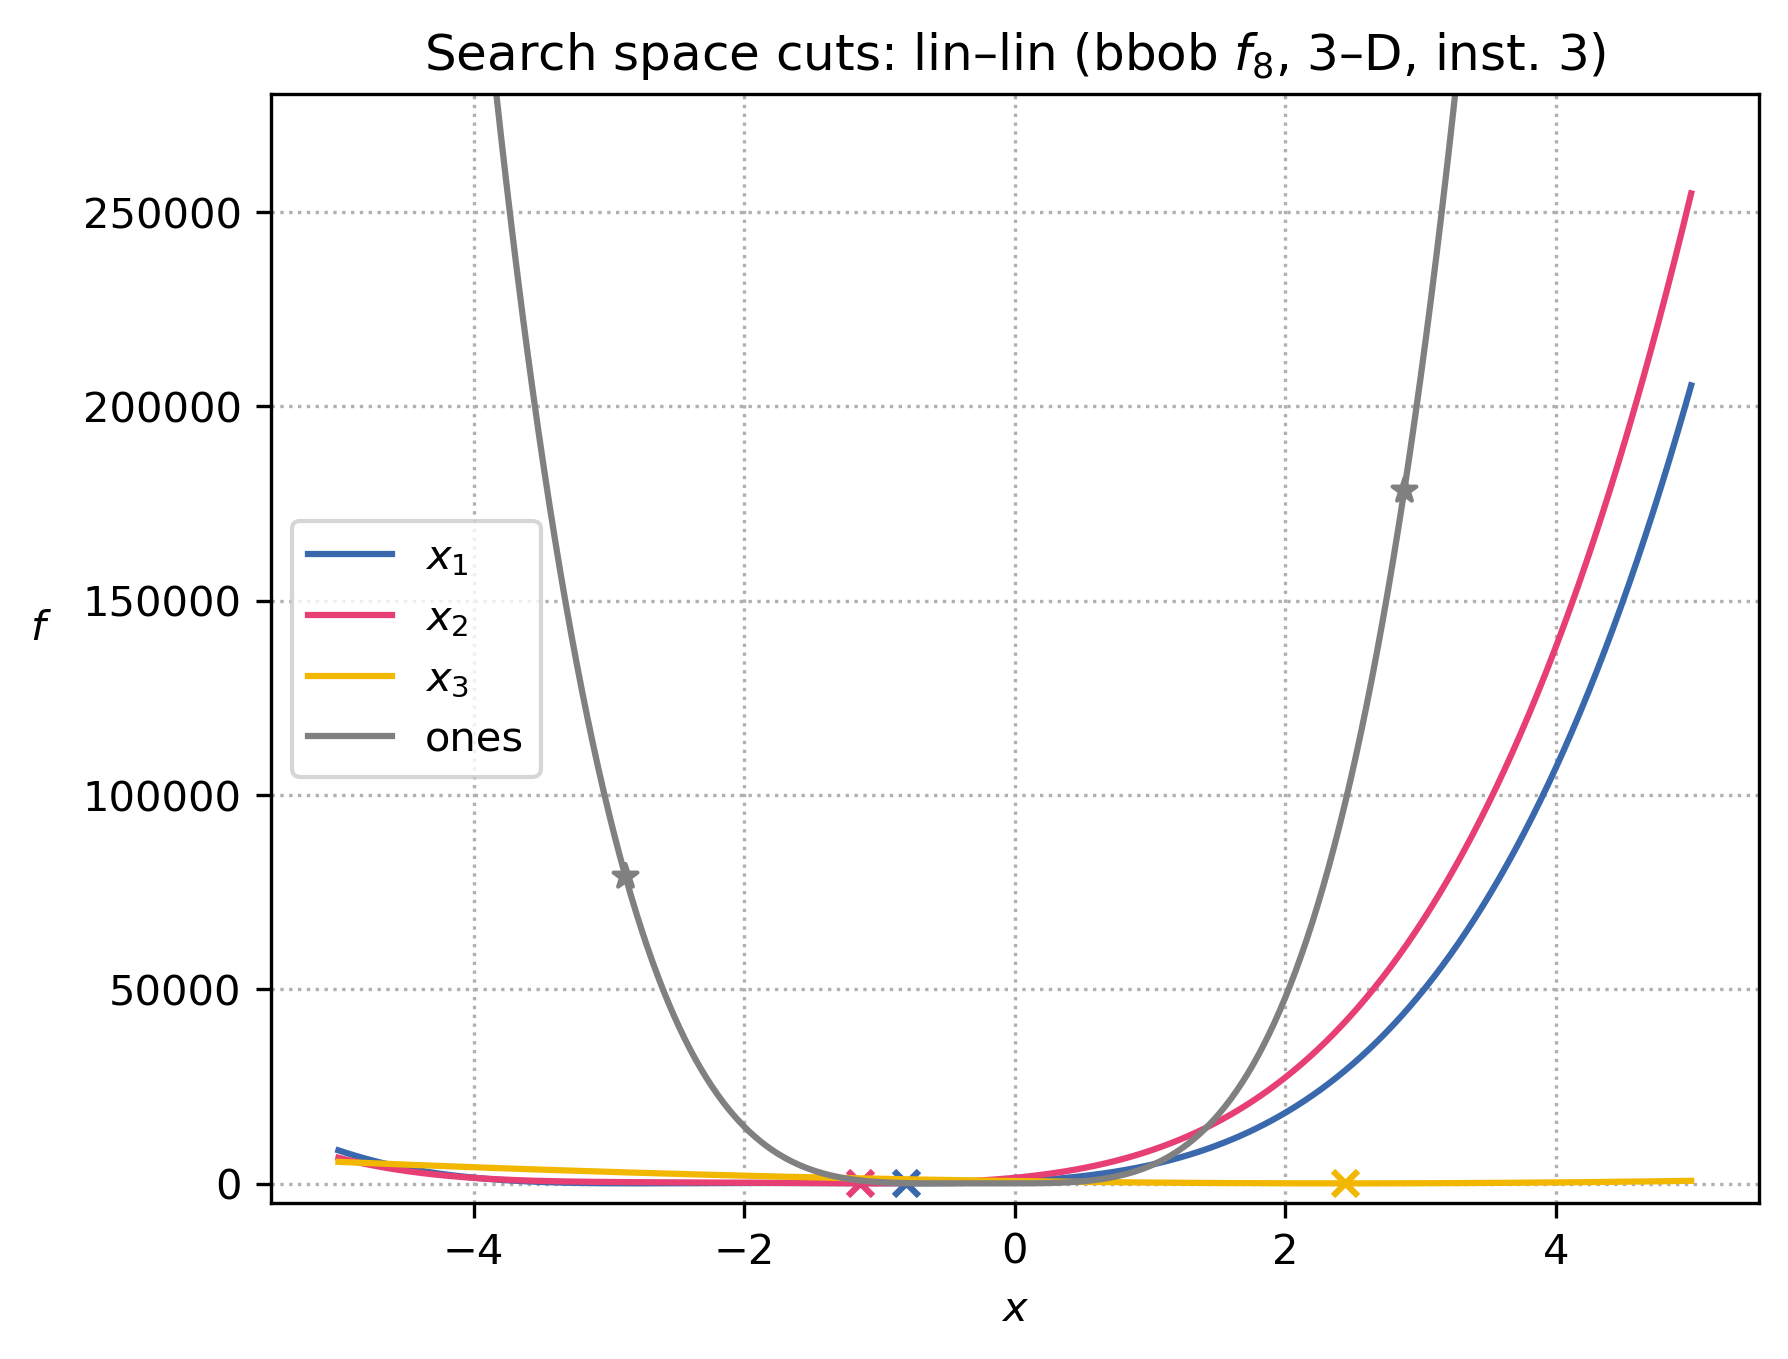 Search space cuts: lin–lin (bbob f₈, 3–D, inst. 3)
250000
200000
150000
100000
50000
0
f
x₁
x₂
x₃
ones
−4 −2 0 2 4
x